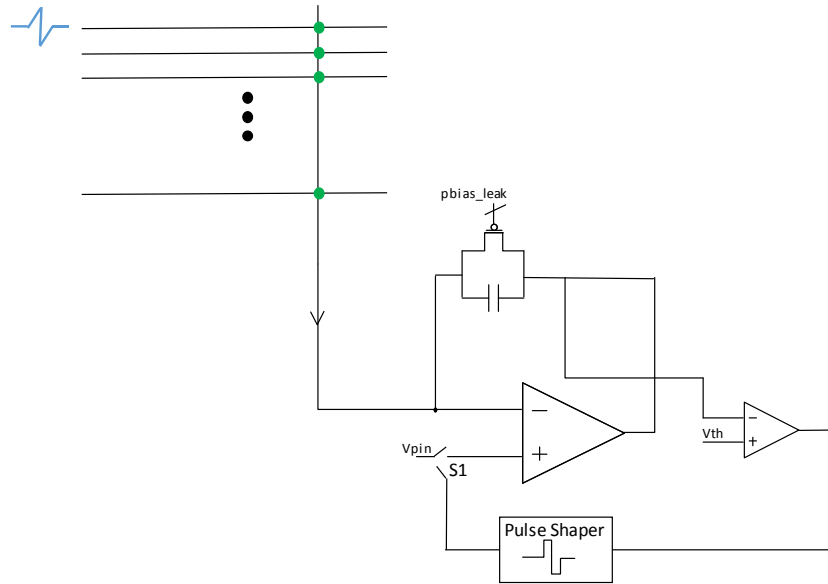 pbias_leak
−
+
Vpin
S1
−
Vth
+
Pulse Shaper